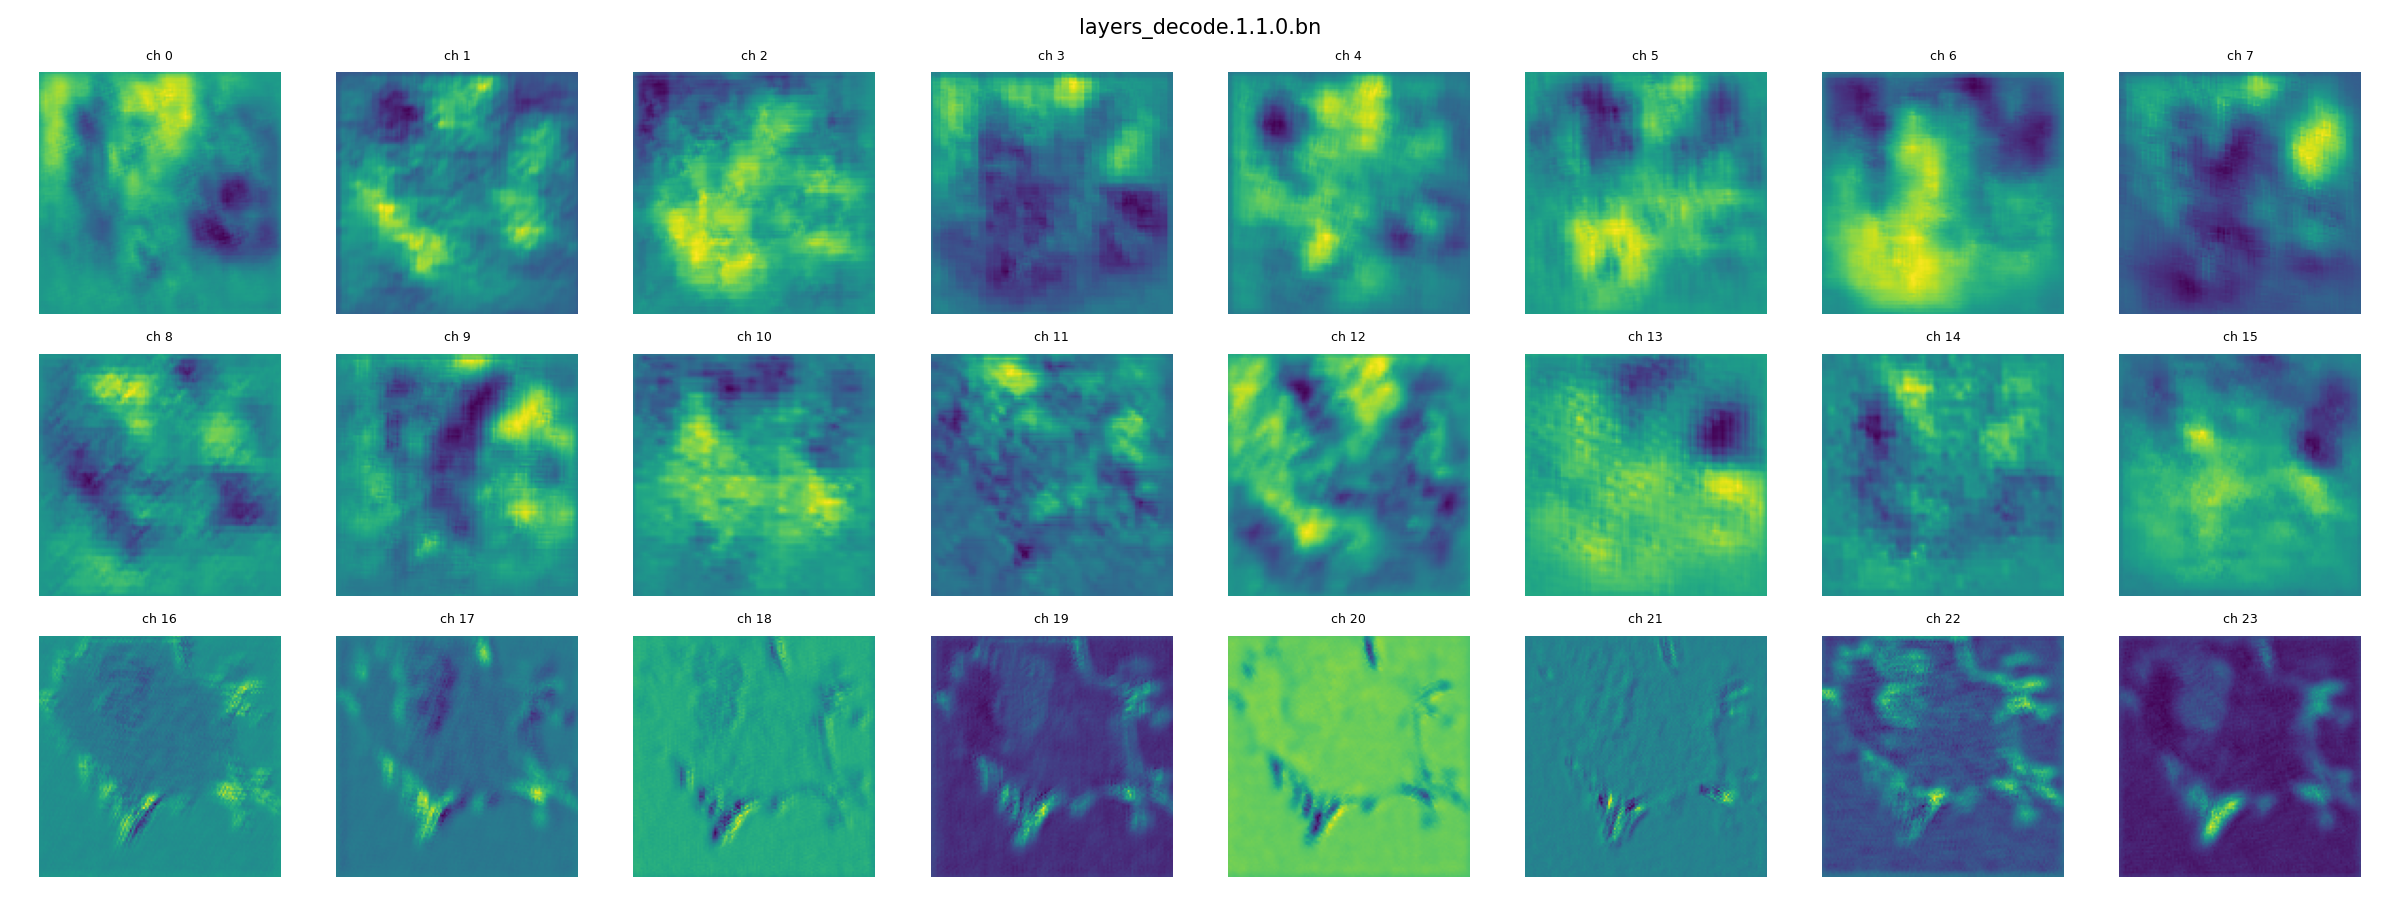 layers_decode.1.1.0.bn
ch 0 ch 1 ch 2 ch 3 ch 4 ch 5 ch 6 ch 7
ch 8 ch 9 ch 10 ch 11 ch 12 ch 13 ch 14 ch 15
ch 16 ch 17 ch 18 ch 19 ch 20 ch 21 ch 22 ch 23